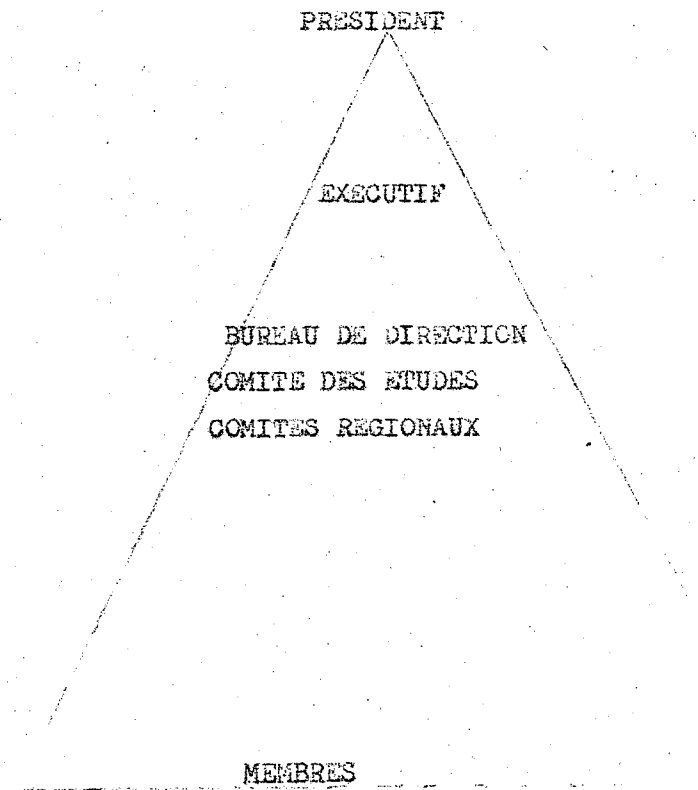 PRESIDENT
EXECUTIF
BUREAU DE DIRECTION
COMITE DES ETUDES
COMITES REGIONAUX
MEMBRES